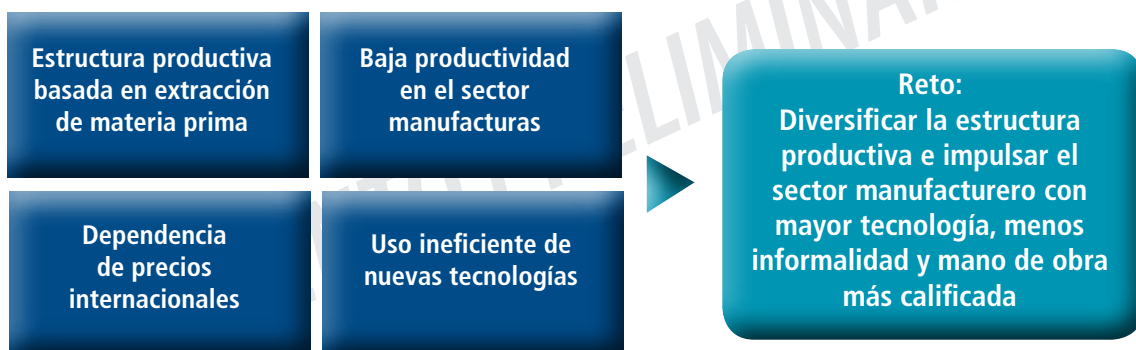 Estructura productiva
basada en extracción
de materia prima
Baja productividad
en el sector
manufacturas
Dependencia
de precios
internacionales
Uso ineficiente de
nuevas tecnologías
Reto:
Diversificar la estructura
productiva e impulsar el
sector manufacturero con
mayor tecnología, menos
informalidad y mano de obra
más calificada